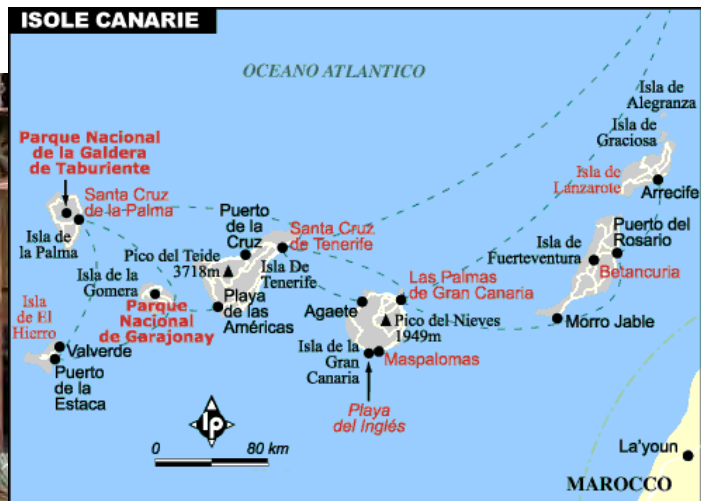 ISOLE CANARIE
OCEANO ATLANTICO
Isla de
Alegranza
Isla de
Graciosa
Isla de
Lanzarote
Arrecife
Parque Nacional
de la Galdera
de Taburiente
Santa Cruz
de la Palma
Isla de
la Palma
Puerto
de la
Cruz
Santa Cruz
de Tenerife
Pico del Teide
3718m
Isla De
Tenerife
Puerto del
Rosario
Isla de
Fuerteventura
Betancuria
Isla de la
Gomera
Parque
Nacional
de Garajonay
Playa
de las
Américas
Las Palmas
de Gran Canaria
Agaete
Pico del Nieves
1949m
Morro Jable
Isla
de El
Hierro
Valverde
Puerto
de la
Estaca
Isla de la
Gran
Canaria
Maspalomas
Playa
del Inglés
lp
0 80 km
La'youn
MAROCCO